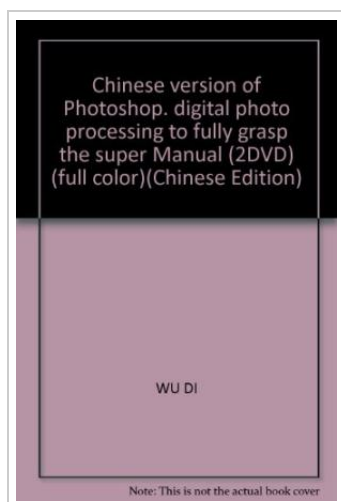 Chinese version of
Photoshop. digital photo
processing to fully grasp
the super Manual (2DVD)
(full color)(Chinese Edition)
WU DI
Note: This is not the actual book cover